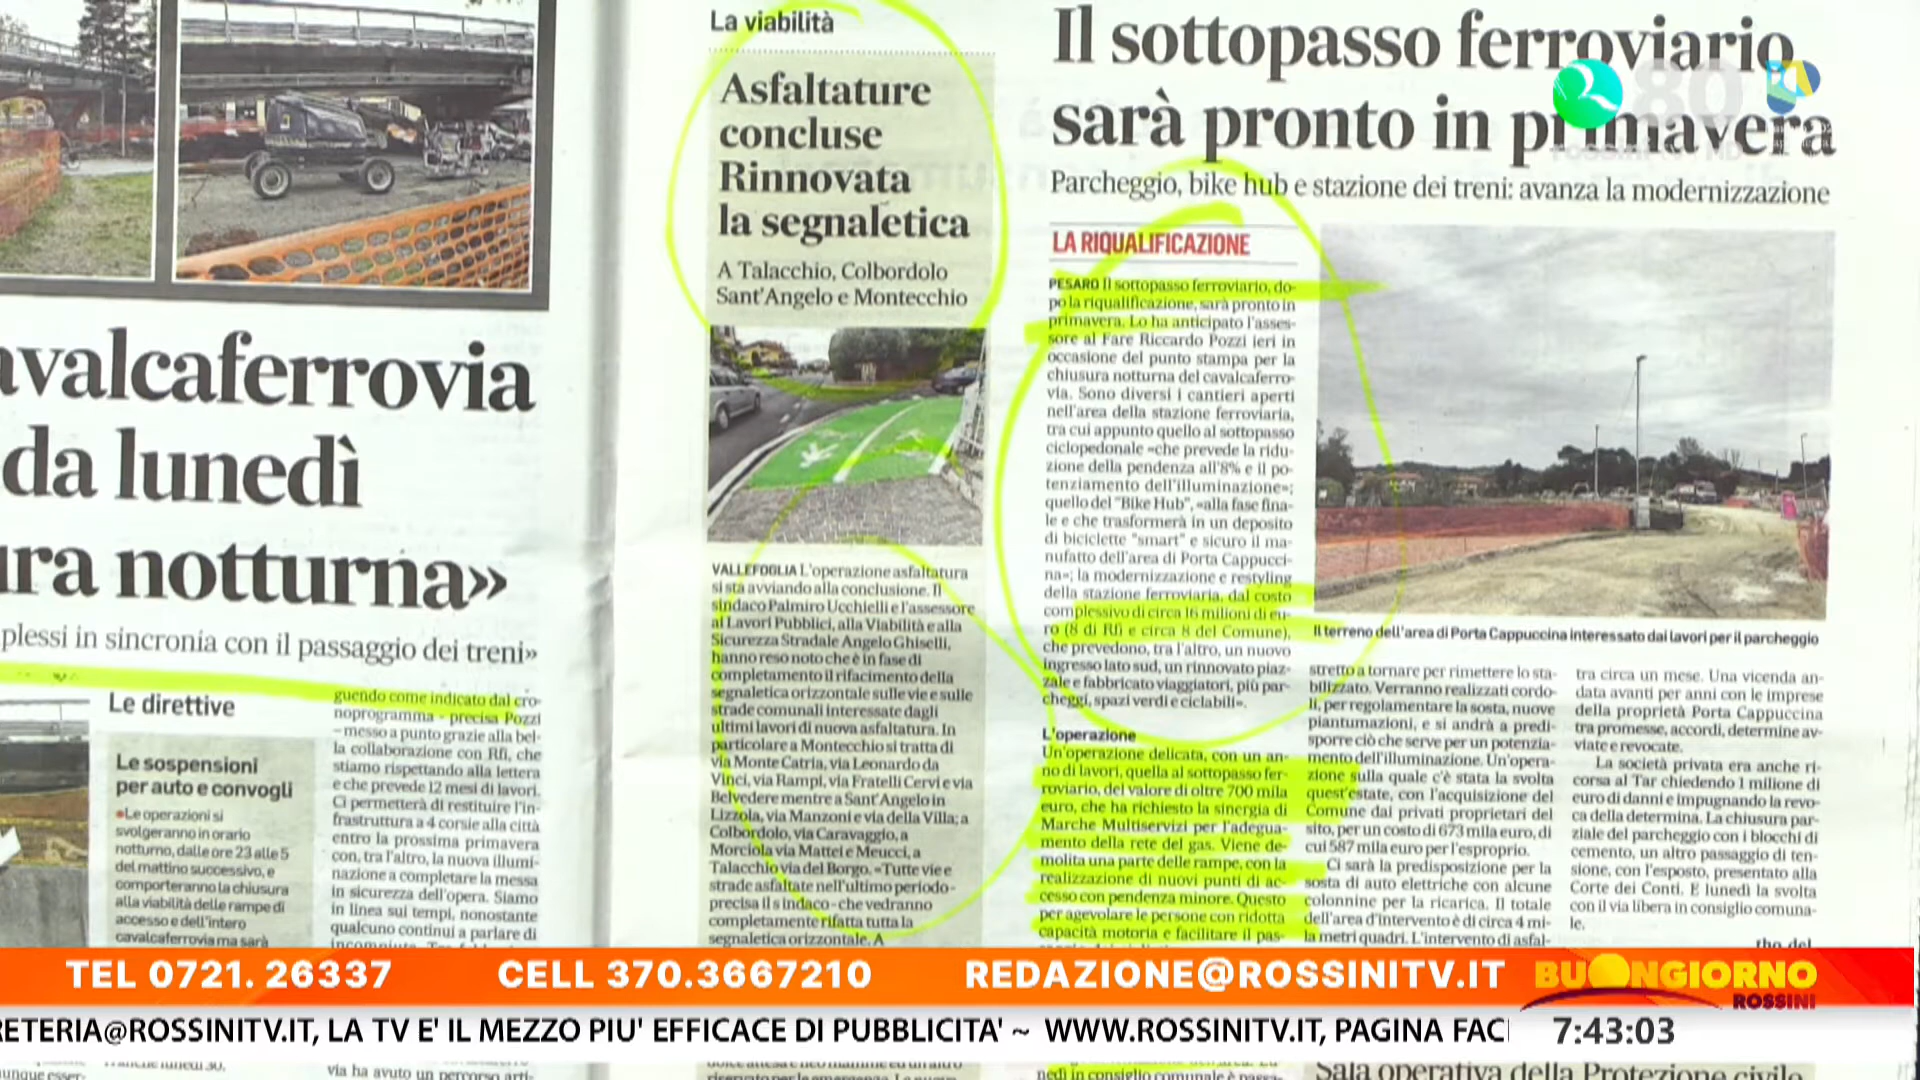 avalcaferrovia
da lunedì
ura notturna»
plessi in sincronia con il passaggio dei treni»
Le direttive
Le sospensioni
per auto e convogli
Le operazioni si
svolgeranno in orario
notturno, dalle ore 23 alle 5
del mattino successivo, e
comporteranno la chiusura
alla viabilità delle rampe di
accesso e dell'intero
cavalcaferrovia ma sarà
guendo come indicato dal cro-
noprogramma - precisa Pozzi
- messo a punto grazie alla bel-
la collaborazione con Rfi, che
stiamo rispettando alla lettera
e che prevede 12 mesi di lavori.
Ci permetterà di restituire l'in-
frastruttura a 4 corsie alla città
entro la prossima primavera
con, tra l'altro, la nuova illumi-
nazione a completare la messa
in sicurezza dell'opera. Siamo
in linea sui tempi, nonostante
qualcuno continui a parlare di
via ha avuto un percorso arti-
La viabilità
Asfaltature
concluse
Rinnovata
la segnaletica
A Talacchio, Colbordolo
Sant'Angelo e Montecchio
VALLEFOGLIA L'operazione asfaltatura
si sta avviando alla conclusione. Il
sindaco Palmiro Ucchielli e l'assessore
ai Lavori Pubblici, alla Viabilità e alla
Sicurezza Stradale Angelo Ghiselli,
hanno reso noto che è in fase di
completamento il rifacimento della
segnaletica orizzontale sulle vie e sulle
strade comunali interessate dagli
ultimi lavori di nuova asfaltatura. In
particolare a Montecchio si tratta di
via Monte Catria, via Leonardo da
Vinci, via Rampi, via Fratelli Cervi e via
Belvedere mentre a Sant'Angelo in
Lizzola, via Manzoni e via della Villa; a
Colbordolo, via Caravaggio, a
Morciola via Mattei e Meucci, a
Talacchio via del Borgo. «Tutte vie e
strade asfaltate nell'ultimo periodo -
precisa il sindaco - che vedranno
completamente rifatta tutta la
segnaletica orizzontale. A
Il sottopasso ferroviario
sarà pronto in primavera
Parcheggio, bike hub e stazione dei treni: avanza la modernizzazione
LA RIQUALIFICAZIONE
PESARO Il sottopasso ferroviario, do-
po la riqualificazione, sarà pronto in
primavera. Lo ha anticipato l'asses-
sore al Fare Riccardo Pozzi ieri in
occasione del punto stampa per la
chiusura notturna del cavalcaferro-
via. Sono diversi i cantieri aperti
nell'area della stazione ferroviaria,
tra cui appunto quello al sottopasso
ciclopedonale «che prevede la ridu-
zione della pendenza all'8% e il po-
tenziamento dell'illuminazione»;
quello del "Bike Hub", «alla fase fina-
le e che trasformerà in un deposito
di biciclette "smart" e sicuro il ma-
nufatto dell'area di Porta Cappucci-
na»; la modernizzazione e restyling
della stazione ferroviaria, dal costo
complessivo di circa 16 milioni di eu-
ro (8 di Rfi e circa 8 del Comune),
che prevedono, tra l'altro, un nuovo
ingresso lato sud, un rinnovato piaz-
zale e fabbricato viaggiatori, più par-
cheggi, spazi verdi e ciclabili».
L'operazione
Un'operazione delicata, con un an-
no di lavori, quella al sottopasso fer-
roviario, del valore di oltre 700 mila
euro, che ha richiesto la sinergia di
Marche Multiservizi per l'adegua-
mento della rete del gas. Viene de-
molita una parte delle rampe, con la
realizzazione di nuovi punti di ac-
cesso con pendenza minore. Questo
per agevolare le persone con ridotta
capacità motoria e facilitare il pas-
Il terreno dell'area di Porta Cappuccina interessato dai lavori per il parcheggio
stretto a tornare per rimettere lo sta-
bilizzato. Verranno realizzati cordo-
li, per regolamentare la sosta, nuove
piantumazioni, e si andrà a predi-
sporre ciò che serve per un potenzia-
mento dell'illuminazione. Un'opera-
zione sulla quale c'è stata la svolta
quest'estate, con l'acquisizione del
Comune dai privati proprietari del
sito, per un costo di 673 mila euro, di
cui 587 mila euro per l'esproprio.
Ci sarà la predisposizione per la
sosta di auto elettriche con alcune
colonnine per la ricarica. Il totale
dell'area d'intervento è di circa 4 mi-
la metri quadri. L'intervento di asfal-
tra circa un mese. Una vicenda an-
data avanti per anni con le imprese
della proprietà Porta Cappuccina
tra promesse, accordi, determine av-
viate e revocate.
La società privata era anche ri-
corsa al Tar chiedendo 1 milione di
euro di danni e impugnando la revo-
ca della determina. La chiusura par-
ziale del parcheggio con i blocchi di
cemento, un altro passaggio di ten-
sione, con l'esposto, presentato alla
Corte dei Conti. E lunedì la svolta
con il via libera in consiglio comuna-
le.
Sala operativa della Protezione civile
80
ROSSINI TV HD
TEL 0721. 26337 CELL 370.3667210 REDAZIONE@ROSSINITV.IT
BUONGIORNO
ROSSINI
RETERIA@ROSSINITV.IT, LA TV E' IL MEZZO PIU' EFFICACE DI PUBBLICITA' ~ WWW.ROSSINITV.IT, PAGINA FAC
7:43:03